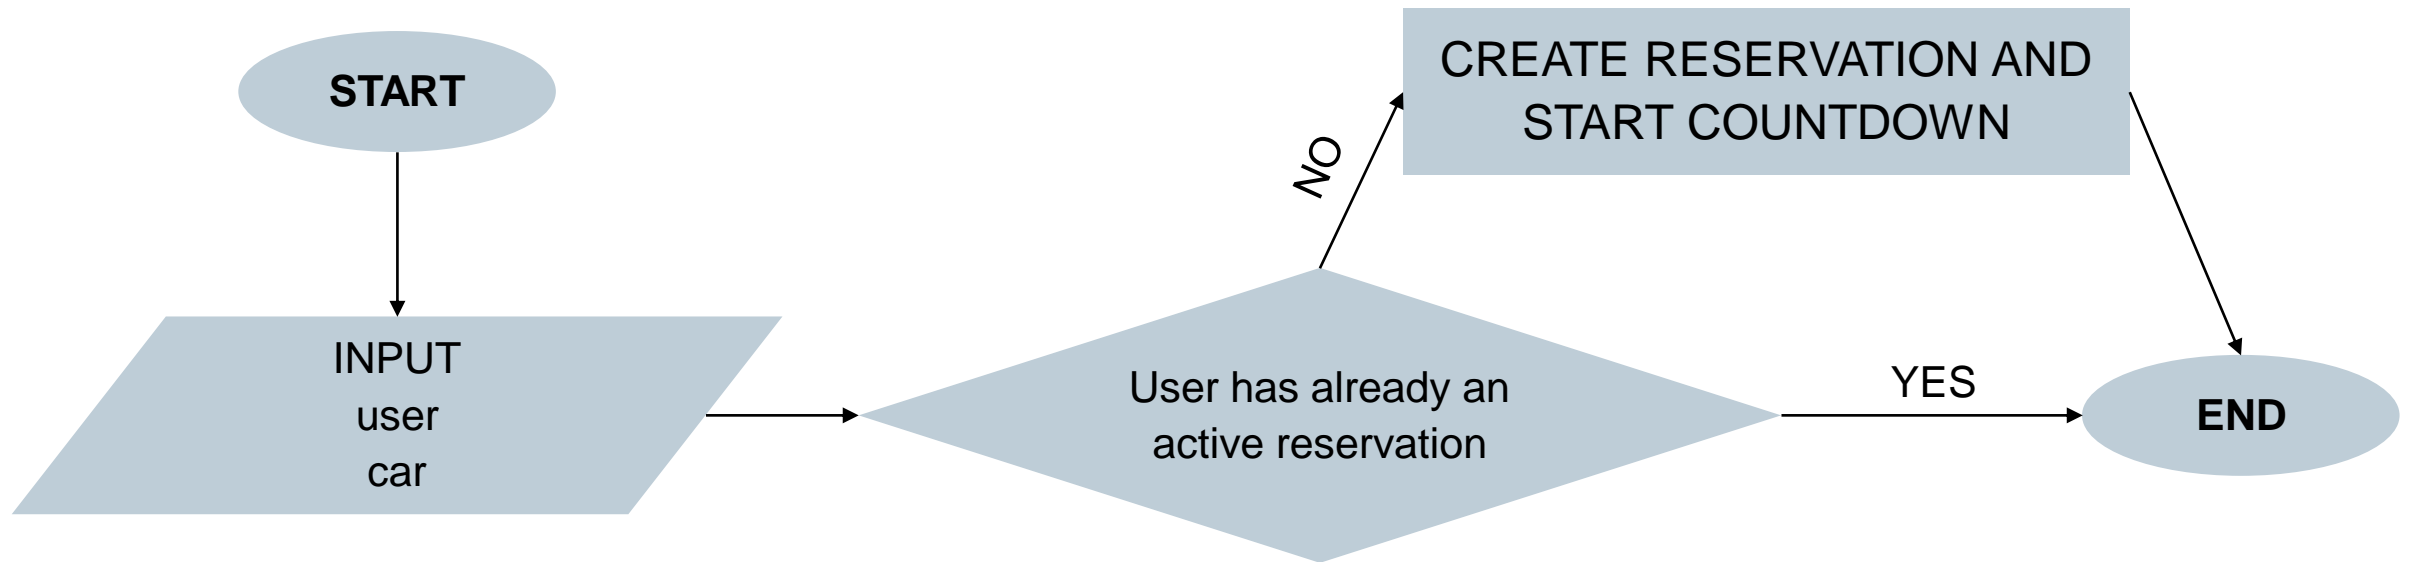 START
INPUT
user
car
User has already an
active reservation
NO
CREATE RESERVATION AND
START COUNTDOWN
YES
END